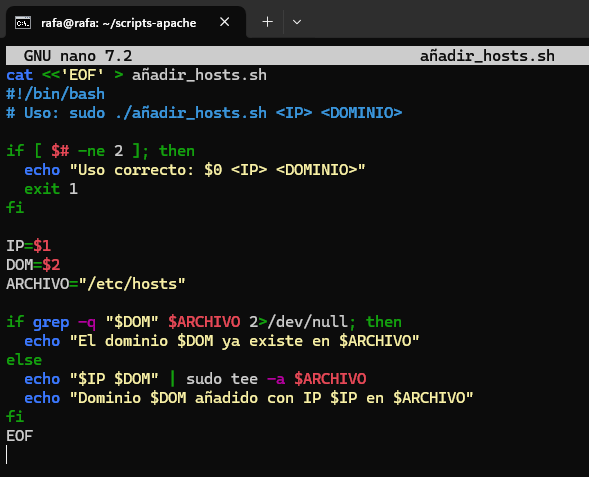 rafa@rafa: ~/scripts-apache
GNU nano 7.2 añadir_hosts.sh
cat <<'EOF' > añadir_hosts.sh
#!/bin/bash
# Uso: sudo ./añadir_hosts.sh <IP> <DOMINIO>

if [ $# -ne 2 ]; then
  echo "Uso correcto: $0 <IP> <DOMINIO>"
  exit 1
fi

IP=$1
DOM=$2
ARCHIVO="/etc/hosts"

if grep -q "$DOM" $ARCHIVO 2>/dev/null; then
  echo "El dominio $DOM ya existe en $ARCHIVO"
else
  echo "$IP $DOM" | sudo tee -a $ARCHIVO
  echo "Dominio $DOM añadido con IP $IP en $ARCHIVO"
fi
EOF